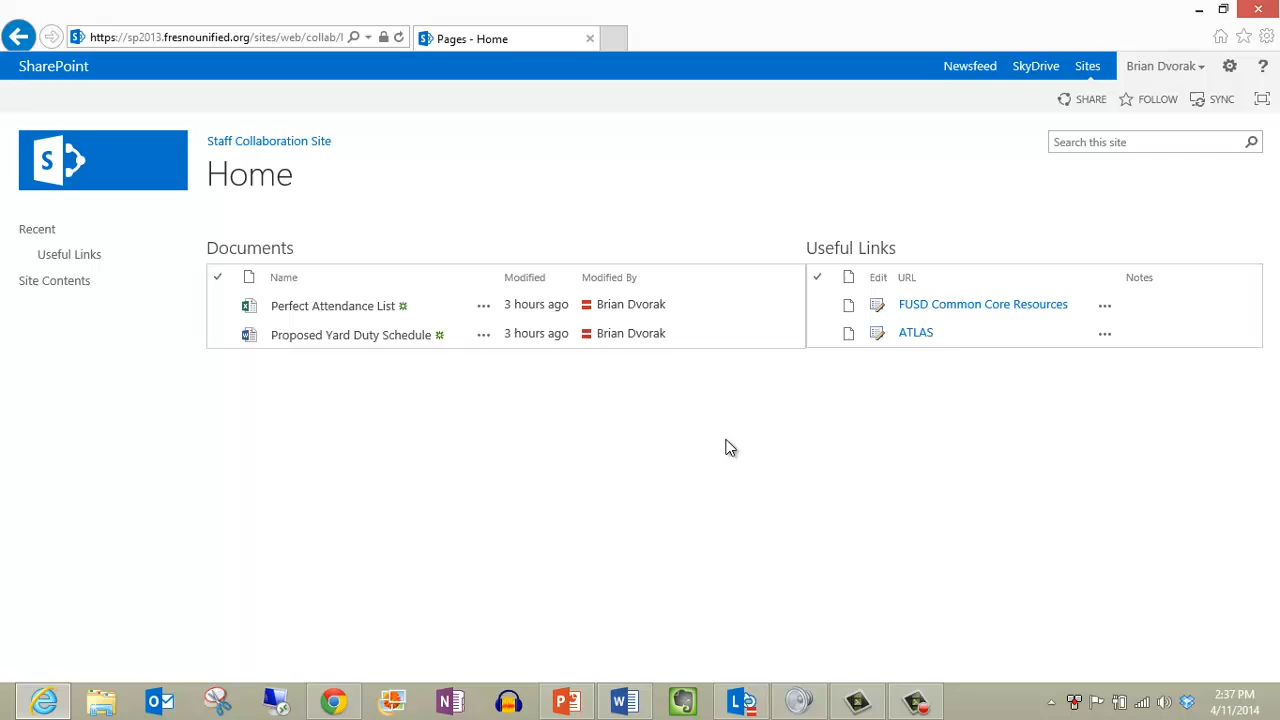 https://sp2013.fresnounified.org/sites/web/collab/
Pages - Home
SharePoint
Newsfeed
SkyDrive
Sites
Brian Dvorak
?
SHARE
FOLLOW
SYNC
S
Staff Collaboration Site
Search this site
Home
Recent
Useful Links
Site Contents
Documents
Name Modified Modified By
Perfect Attendance List ... 3 hours ago Brian Dvorak
Proposed Yard Duty Schedule ... 3 hours ago Brian Dvorak
Useful Links
Edit URL Notes
FUSD Common Core Resources ...
ATLAS ...
2:37 PM
4/11/2014